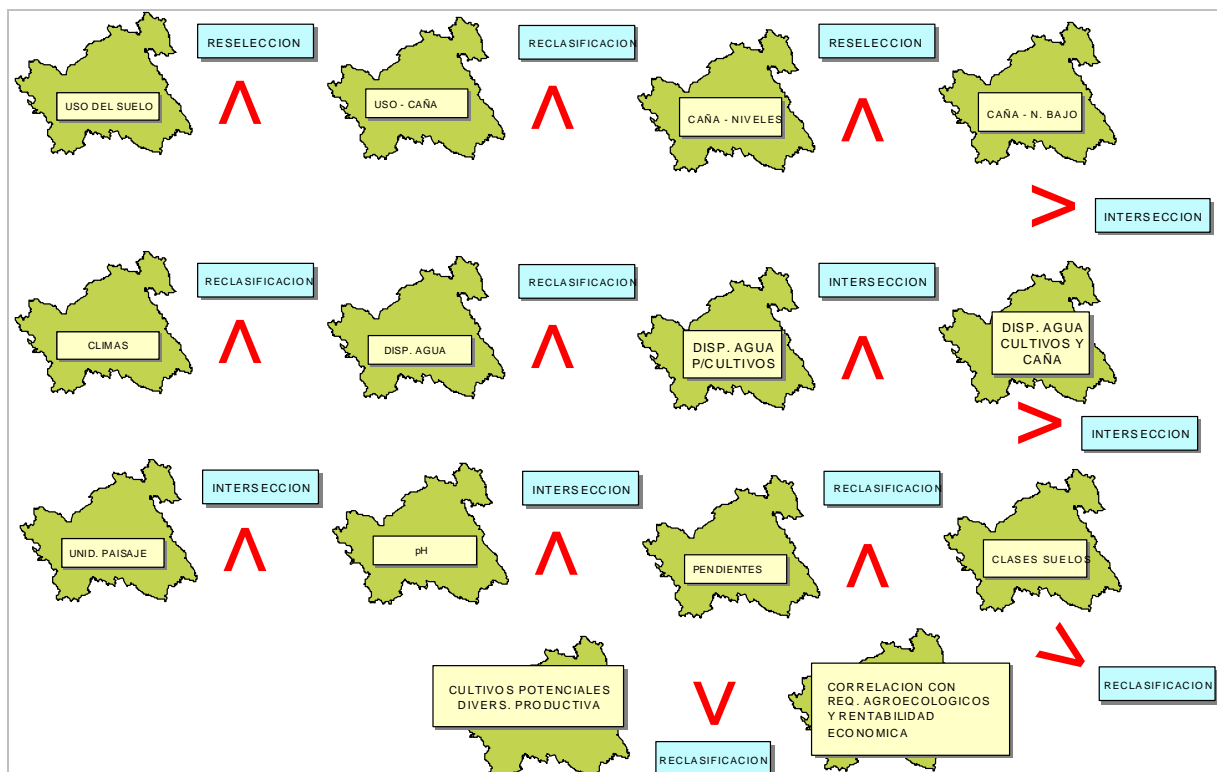 RESELECCION
RECLASIFICACION
RESELECCION
USO DEL SUELO
USO - CAÑA
CAÑA - NIVELES
CAÑA - N. BAJO
INTERSECCION
RECLASIFICACION
RECLASIFICACION
INTERSECCION
CLIMAS
DISP. AGUA
DISP. AGUA
P/CULTIVOS
DISP. AGUA
CULTIVOS Y
CAÑA
INTERSECCION
INTERSECCION
INTERSECCION
RECLASIFICACION
UNID. PAISAJE
pH
PENDIENTES
CLASES SUELOS
RECLASIFICACION
CULTIVOS POTENCIALES
DIVERS. PRODUCTIVA
CORRELACION CON
REQ. AGROECOLOGICOS
Y RENTABILIDAD
ECONOMICA
RECLASIFICACION